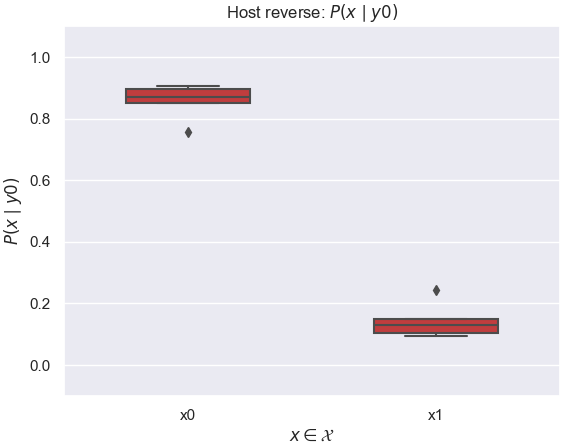 Host reverse: P(x | y0)
P(x | y0)
1.0
0.8
0.6
0.4
0.2
0.0
x0 x1
x ∈ 𝒳